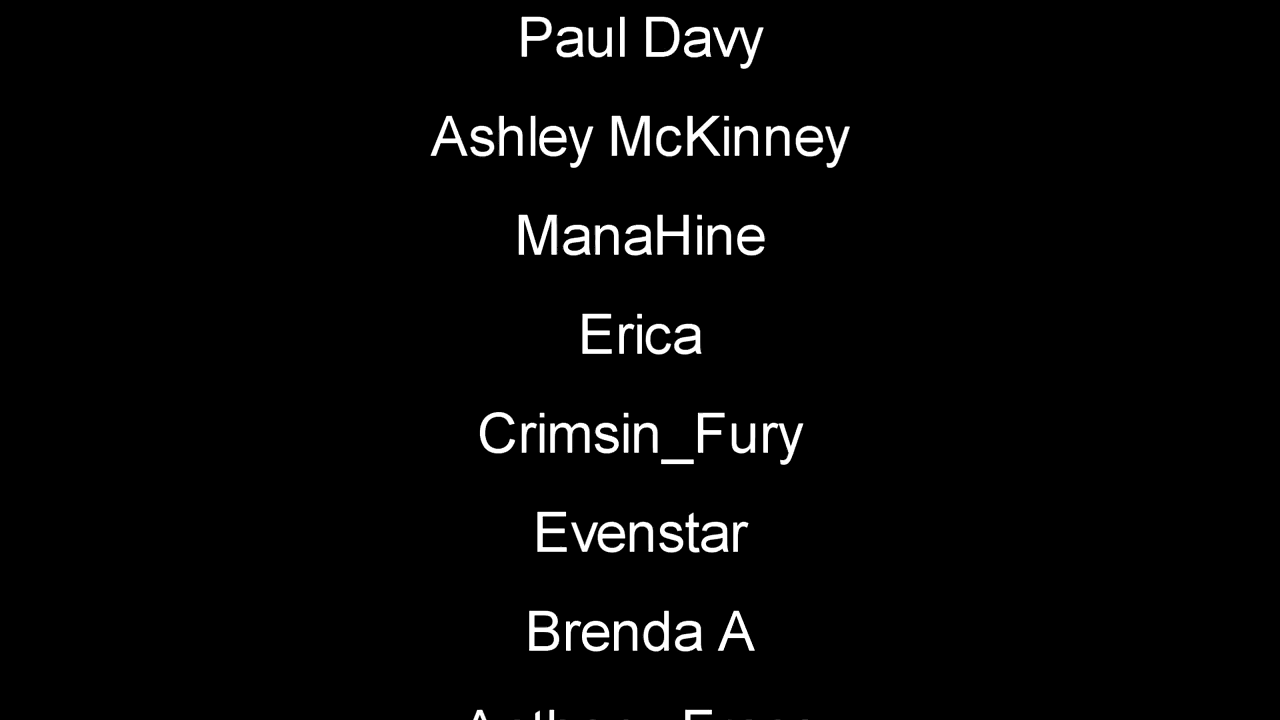 Paul Davy
Ashley McKinney
ManaHine
Erica
Crimsin_Fury
Evenstar
Brenda A